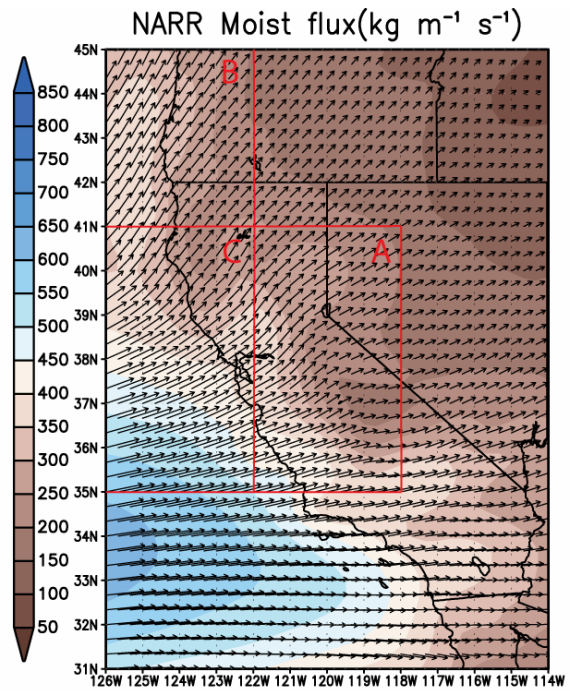 NARR Moist flux(kg m⁻¹ s⁻¹)
45N
44N
43N
42N
41N
40N
39N
38N
37N
36N
35N
34N
33N
32N
31N
126W 125W 124W 123W 122W 121W 120W 119W 118W 117W 116W 115W 114W
850
800
750
700
650
600
550
500
450
400
350
300
250
200
150
100
50
B
C
A